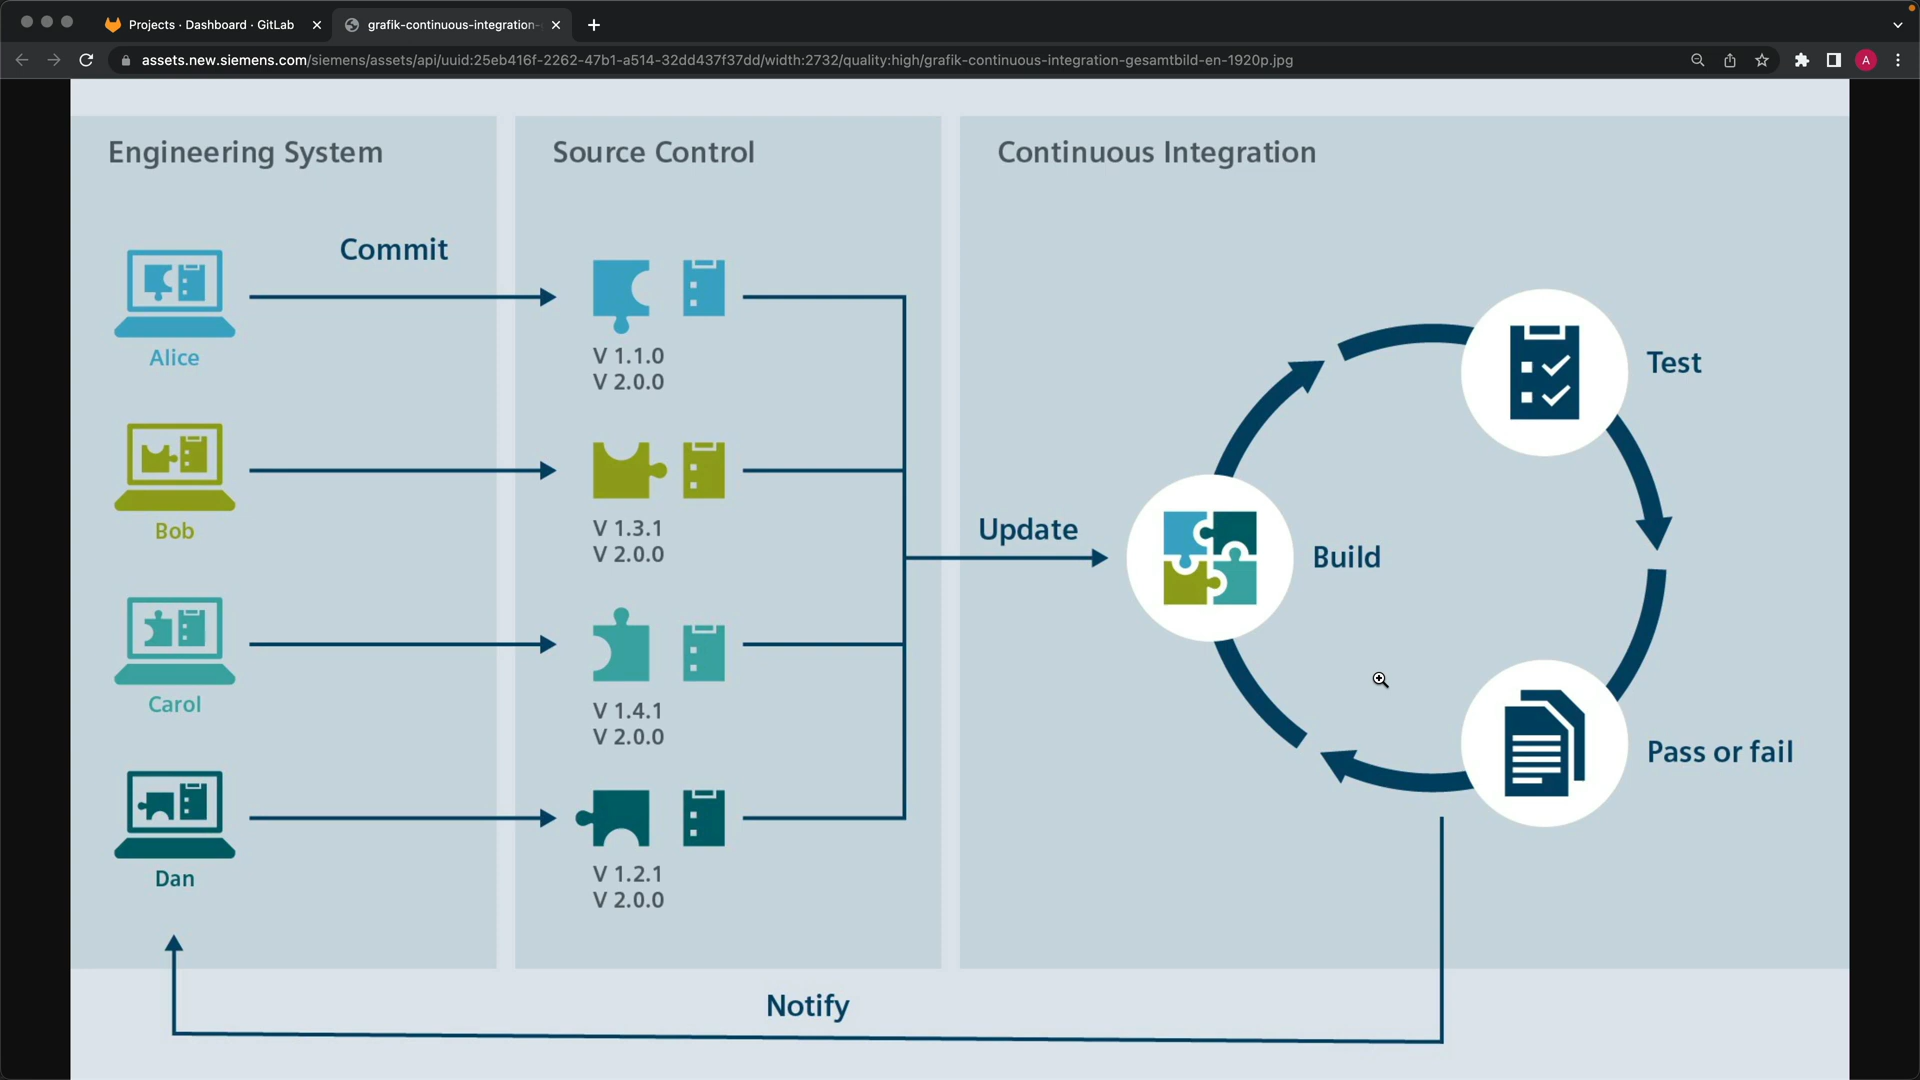 Projects · Dashboard · GitLab
grafik-continuous-integration-
assets.new.siemens.com/siemens/assets/api/uuid:25eb416f-2262-47b1-a514-32dd437f37dd/width:2732/quality:high/grafik-continuous-integration-gesamtbild-en-1920p.jpg
A
Engineering System
Source Control
Continuous Integration
Commit
Alice
V 1.1.0
V 2.0.0
Test
Bob
V 1.3.1
V 2.0.0
Update
Build
Carol
V 1.4.1
V 2.0.0
Pass or fail
Dan
V 1.2.1
V 2.0.0
Notify